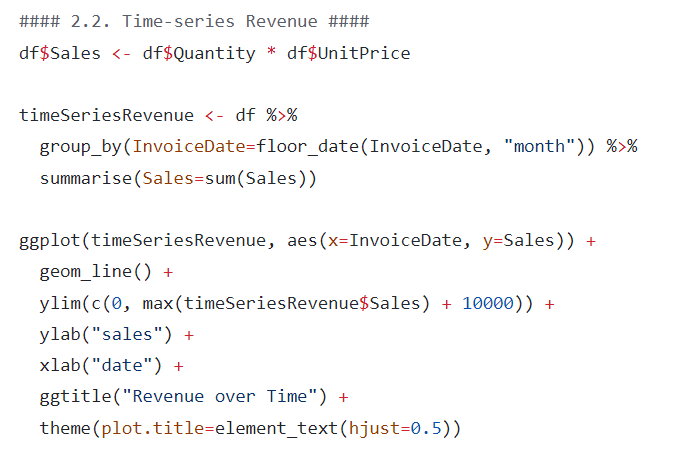 #### 2.2. Time-series Revenue ####
df$Sales <- df$Quantity * df$UnitPrice
timeSeriesRevenue <- df %>%
group_by(InvoiceDate=floor_date(InvoiceDate, "month")) %>%
summarise(Sales=sum(Sales))
ggplot(timeSeriesRevenue, aes(x=InvoiceDate, y=Sales)) +
geom_line() +
ylim(c(0, max(timeSeriesRevenue$Sales) + 10000)) +
ylab("sales") +
xlab("date") +
ggtitle("Revenue over Time") +
theme(plot.title=element_text(hjust=0.5))